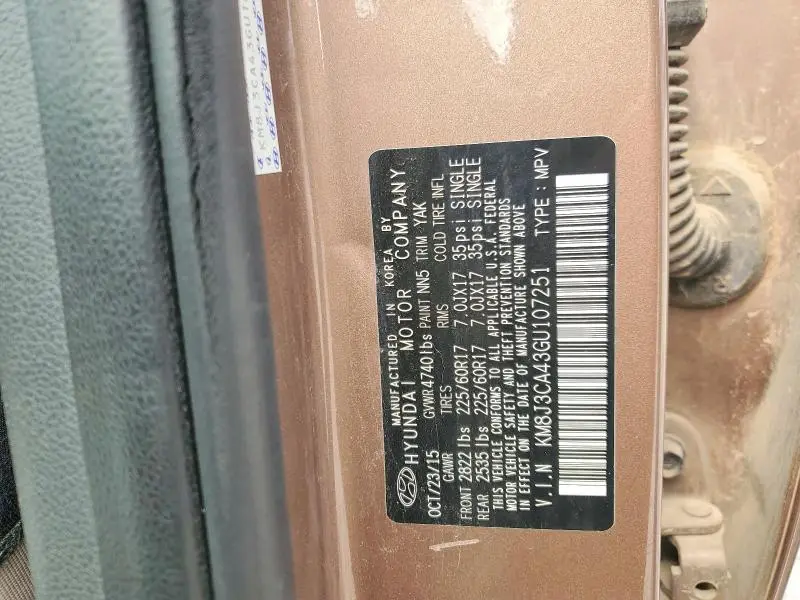 MANUFACTURED IN KOREA BY
HYUNDAI MOTOR COMPANY
OCT/23/15 GVWR 4740 lbs PAINT NN5 TRIM YAK
GAWR TIRES RIMS COLD TIRE INFL
FRONT 2822 lbs 225/60R17 7.0JX17 35psi SINGLE
REAR 2535 lbs 225/60R17 7.0JX17 35psi SINGLE
THIS VEHICLE CONFORMS TO ALL APPLICABLE U.S.A. FEDERAL
MOTOR VEHICLE SAFETY AND THEFT PREVENTION STANDARDS
IN EFFECT ON THE DATE OF MANUFACTURE SHOWN ABOVE
V.I.N KM8J3CA43GU107251 TYPE : MPV